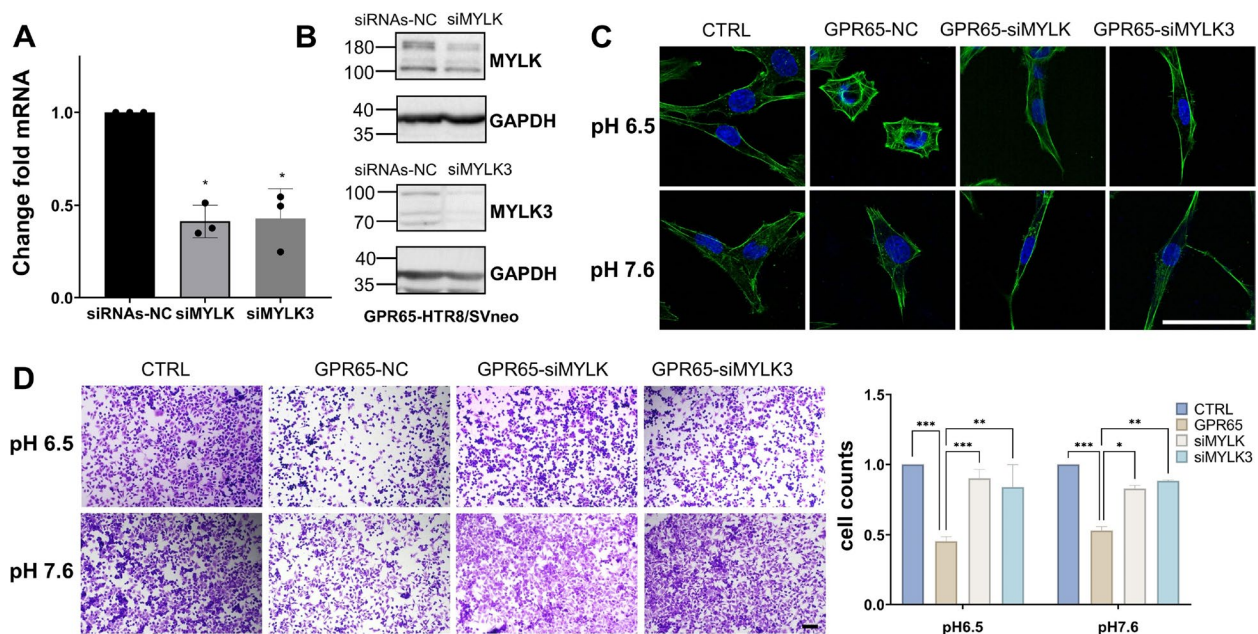 A
Change fold mRNA
1.0
0.5
0.0
*
*
siRNAs-NC siMYLK siMYLK3
B
siRNAs-NC siMYLK
180
100
MYLK
40
35
GAPDH
siRNAs-NC siMYLK3
100
70
MYLK3
40
35
GAPDH
GPR65-HTR8/SVneo
C
CTRL GPR65-NC GPR65-siMYLK GPR65-siMYLK3
pH 6.5
pH 7.6
D
CTRL GPR65-NC GPR65-siMYLK GPR65-siMYLK3
pH 6.5
pH 7.6
cell counts
1.5
1.0
0.5
0.0
*** *** **
*** * **
pH6.5 pH7.6
CTRL
GPR65
siMYLK
siMYLK3